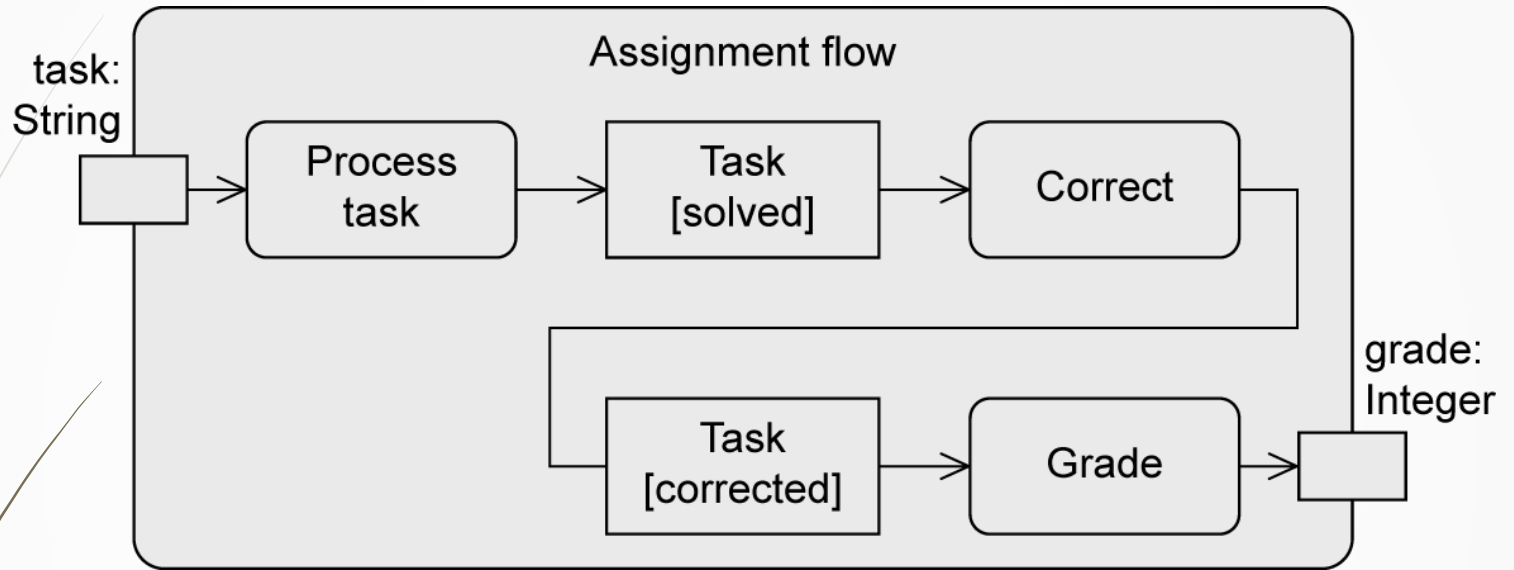 Assignment flow
task:
String
Process
task
Task
[solved]
Correct
grade:
Integer
Task
[corrected]
Grade